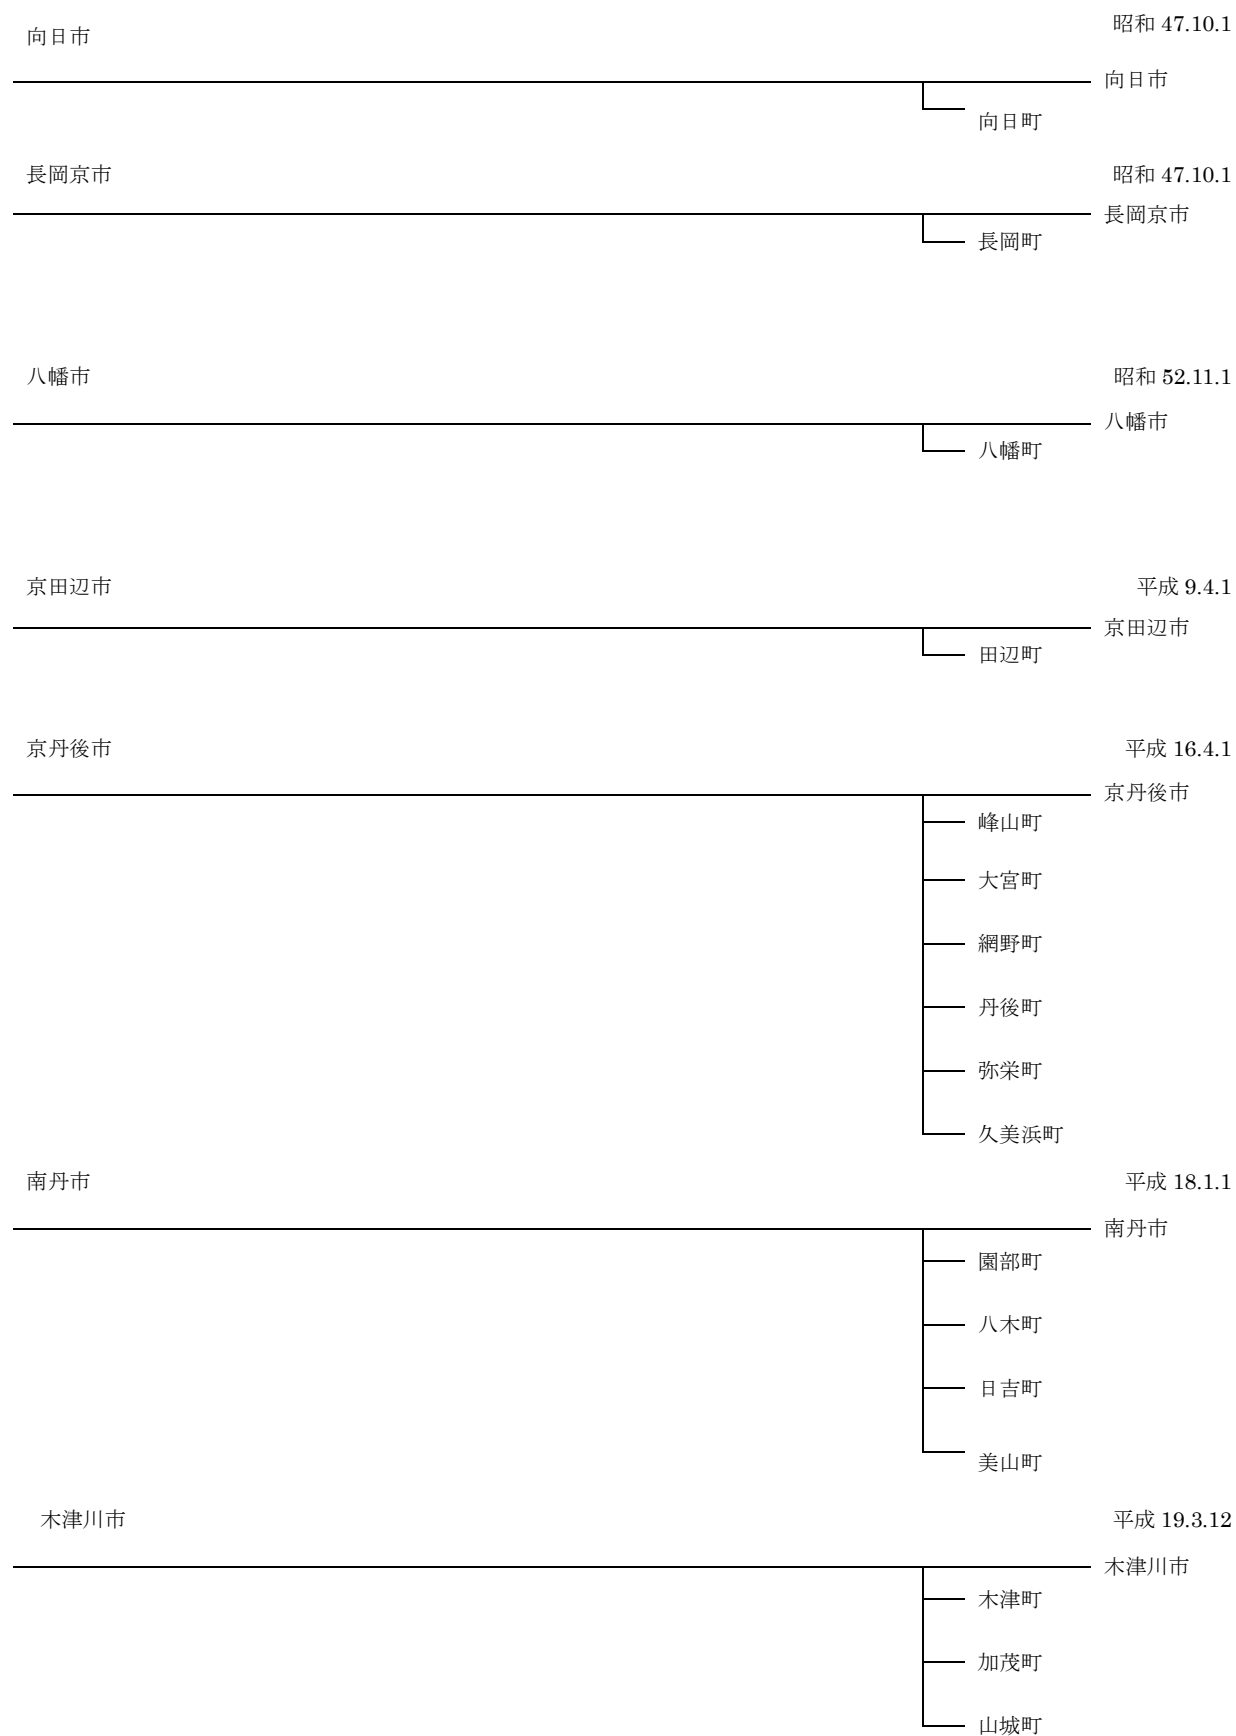 向日市
昭和 47.10.1
向日市
向日町
長岡京市
昭和 47.10.1
長岡京市
長岡町
八幡市
昭和 52.11.1
八幡市
八幡町
京田辺市
平成 9.4.1
京田辺市
田辺町
京丹後市
平成 16.4.1
京丹後市
峰山町
大宮町
網野町
丹後町
弥栄町
久美浜町
南丹市
平成 18.1.1
南丹市
園部町
八木町
日吉町
美山町
木津川市
平成 19.3.12
木津川市
木津町
加茂町
山城町